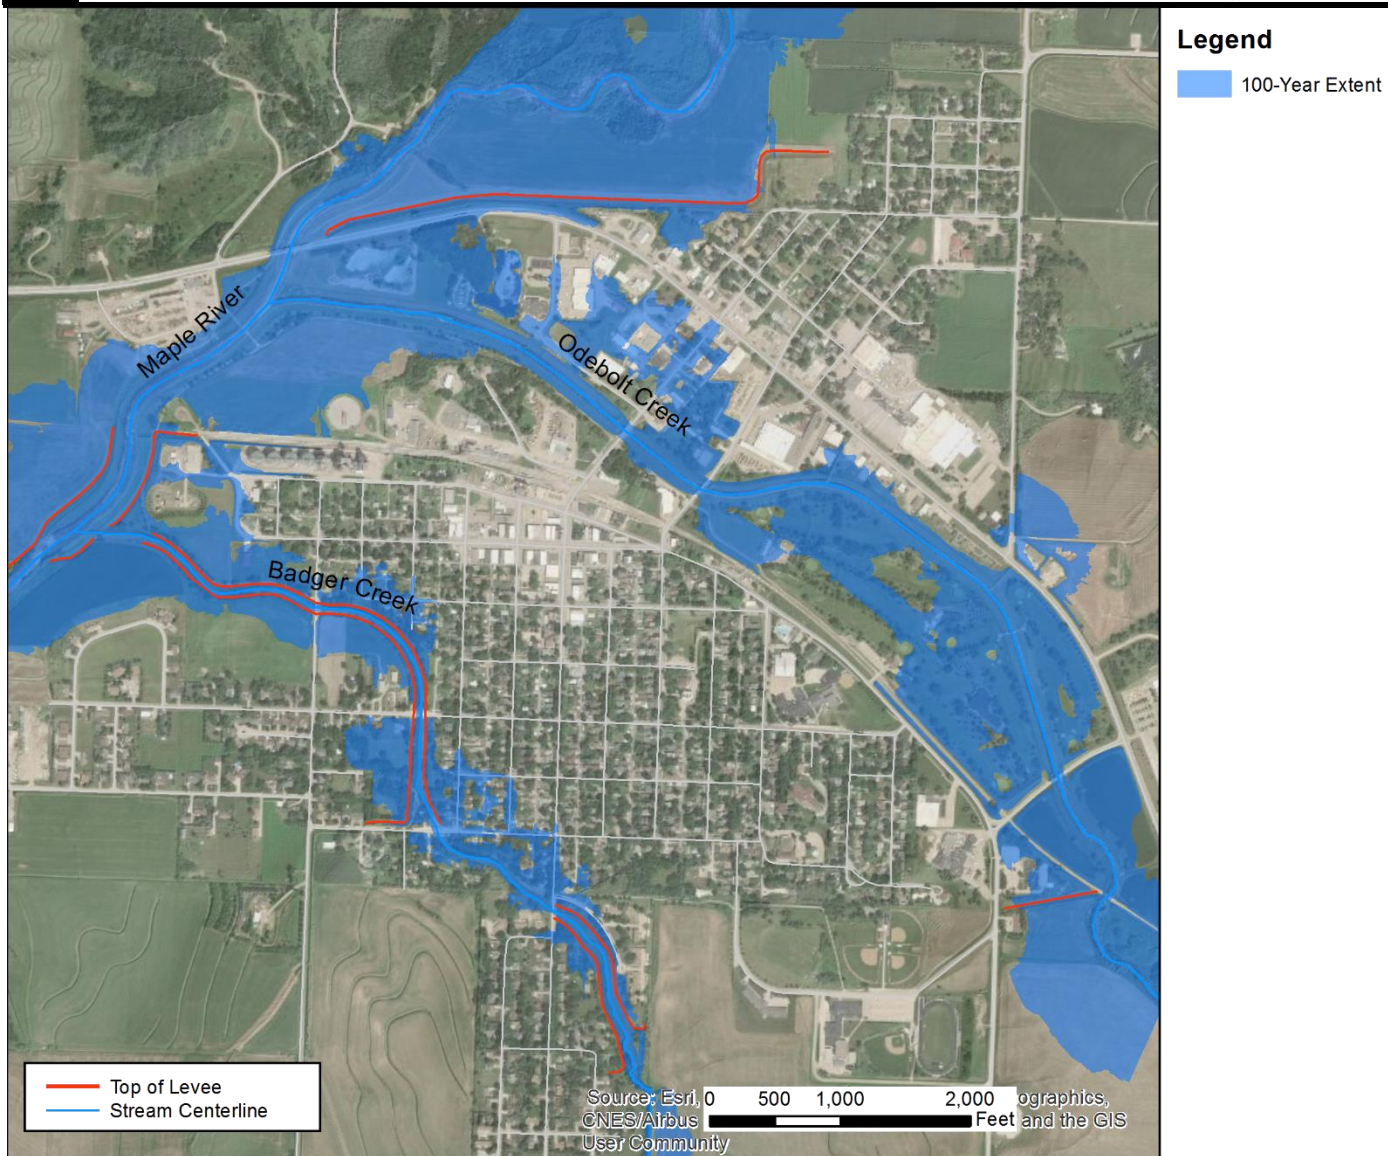 Legend
100-Year Extent
Maple River
Odebolt Creek
Badger Creek
Top of Levee
Stream Centerline
Source: Esri, ographics,
CNES/Airbus and the GIS
User Community
0 500 1,000 2,000
Feet